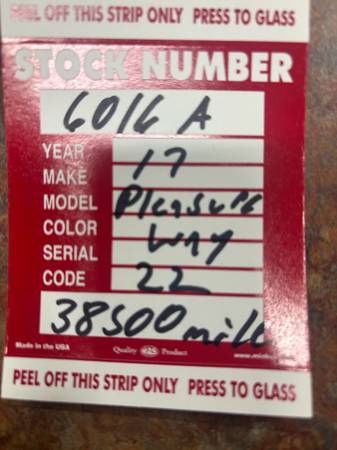 PEEL OFF THIS STRIP ONLY PRESS TO GLASS
STOCK NUMBER
6016 A
YEAR 17
MAKE
MODEL Pleasure
COLOR Way
SERIAL
CODE 22
38500 mile
Made in the USA Quality Product
PEEL OFF THIS STRIP ONLY PRESS TO GLASS